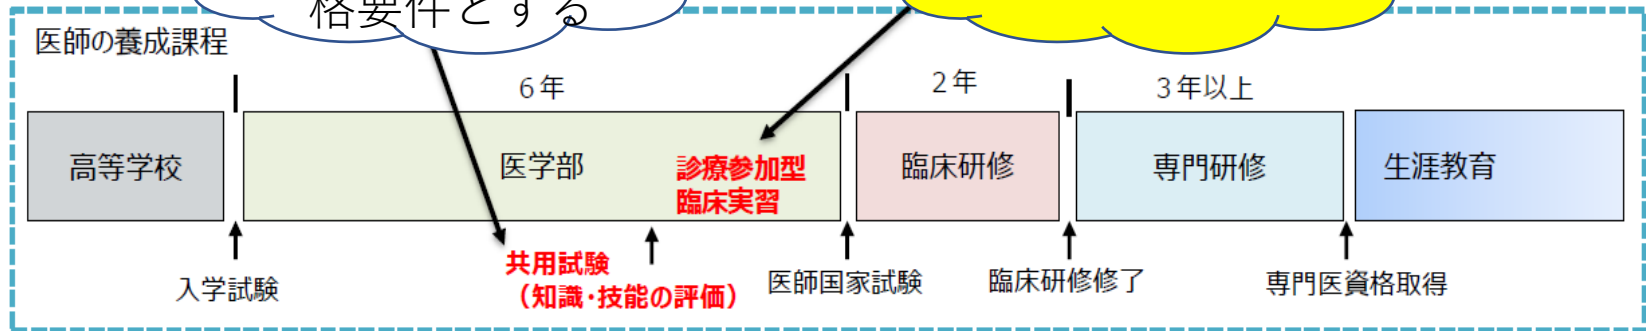 格要件とする
医師の養成課程
6年
2年
3年以上
高等学校
医学部
診療参加型
臨床実習
臨床研修
専門研修
生涯教育
入学試験
共用試験
（知識・技能の評価）
医師国家試験
臨床研修修了
専門医資格取得